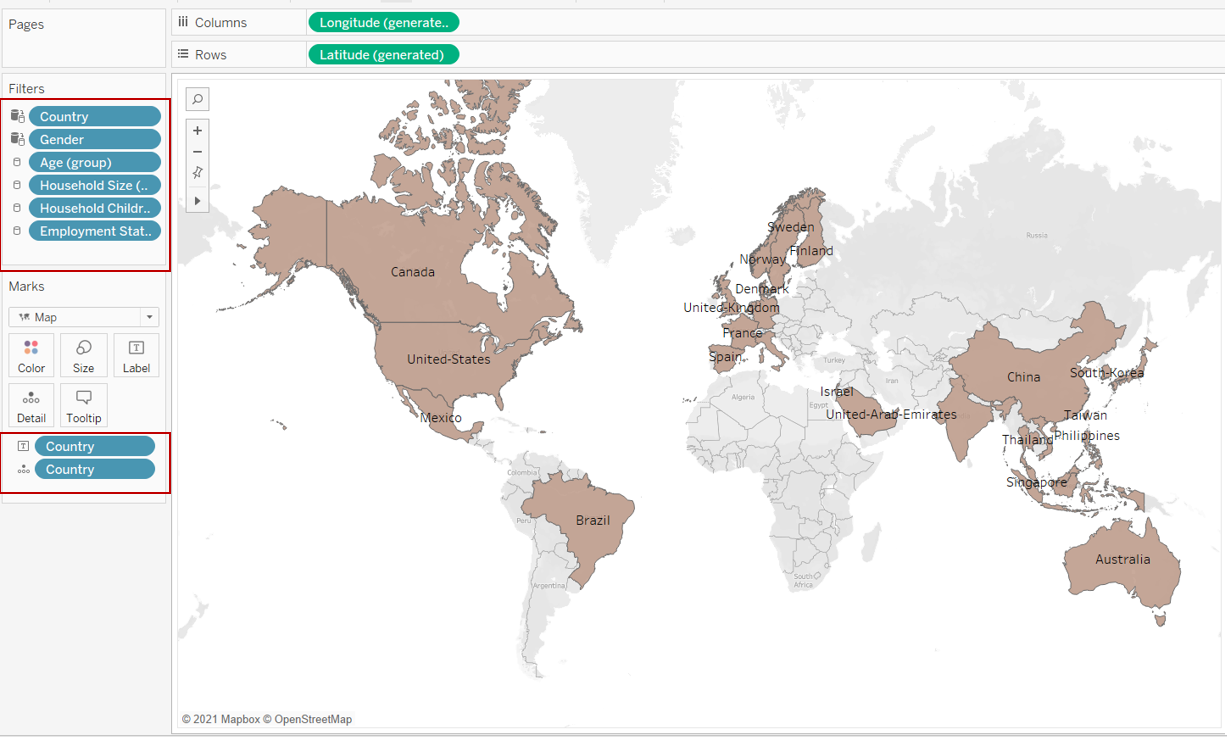 Pages
Columns
Longitude (generate..
Rows
Latitude (generated)
Filters
Country
Gender
Age (group)
Household Size (..
Household Childr..
Employment Stat..
Marks
Map
Color
Size
Label
Detail
Tooltip
Country
Country
Canada
United-States
Mexico
Colombia
Peru
Brazil
Argentina
Sweden
Finland
Norway
Denmark
United-Kingdom
France
Spain
Russia
Turkey
Iran
Israel
Algeria
Egypt
United-Arab-Emirates
South
Africa
China
South-Korea
Taiwan
Thailand
Philippines
Singapore
Australia
© 2021 Mapbox © OpenStreetMap